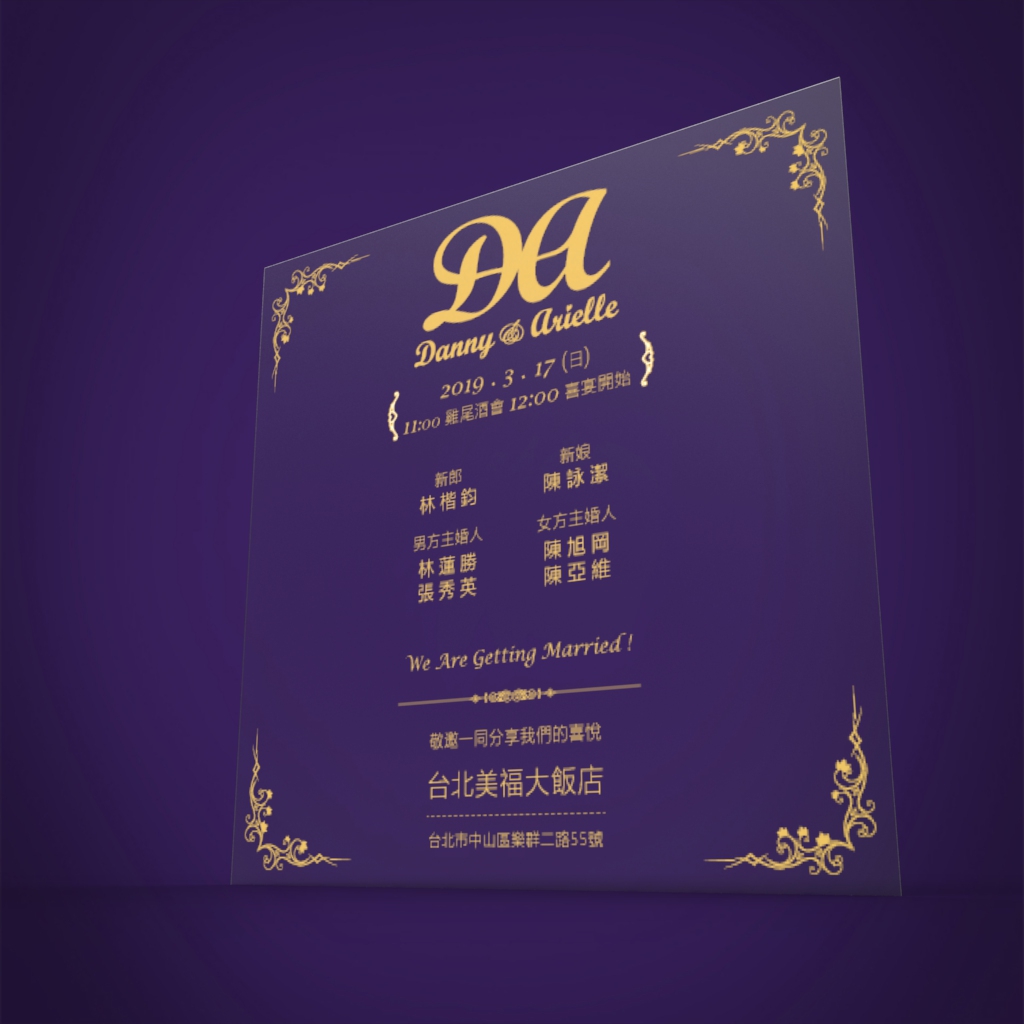 DA
Danny & Arielle
2019 . 3 . 17 (日)
11:00 雞尾酒會 12:00 喜宴開始
新郎
林楷鈞
男方主婚人
林蓮勝
張秀英
新娘
陳詠潔
女方主婚人
陳旭岡
陳亞維
We Are Getting Married !
敬邀一同分享我們的喜悅
台北美福大飯店
台北市中山區樂群二路55號